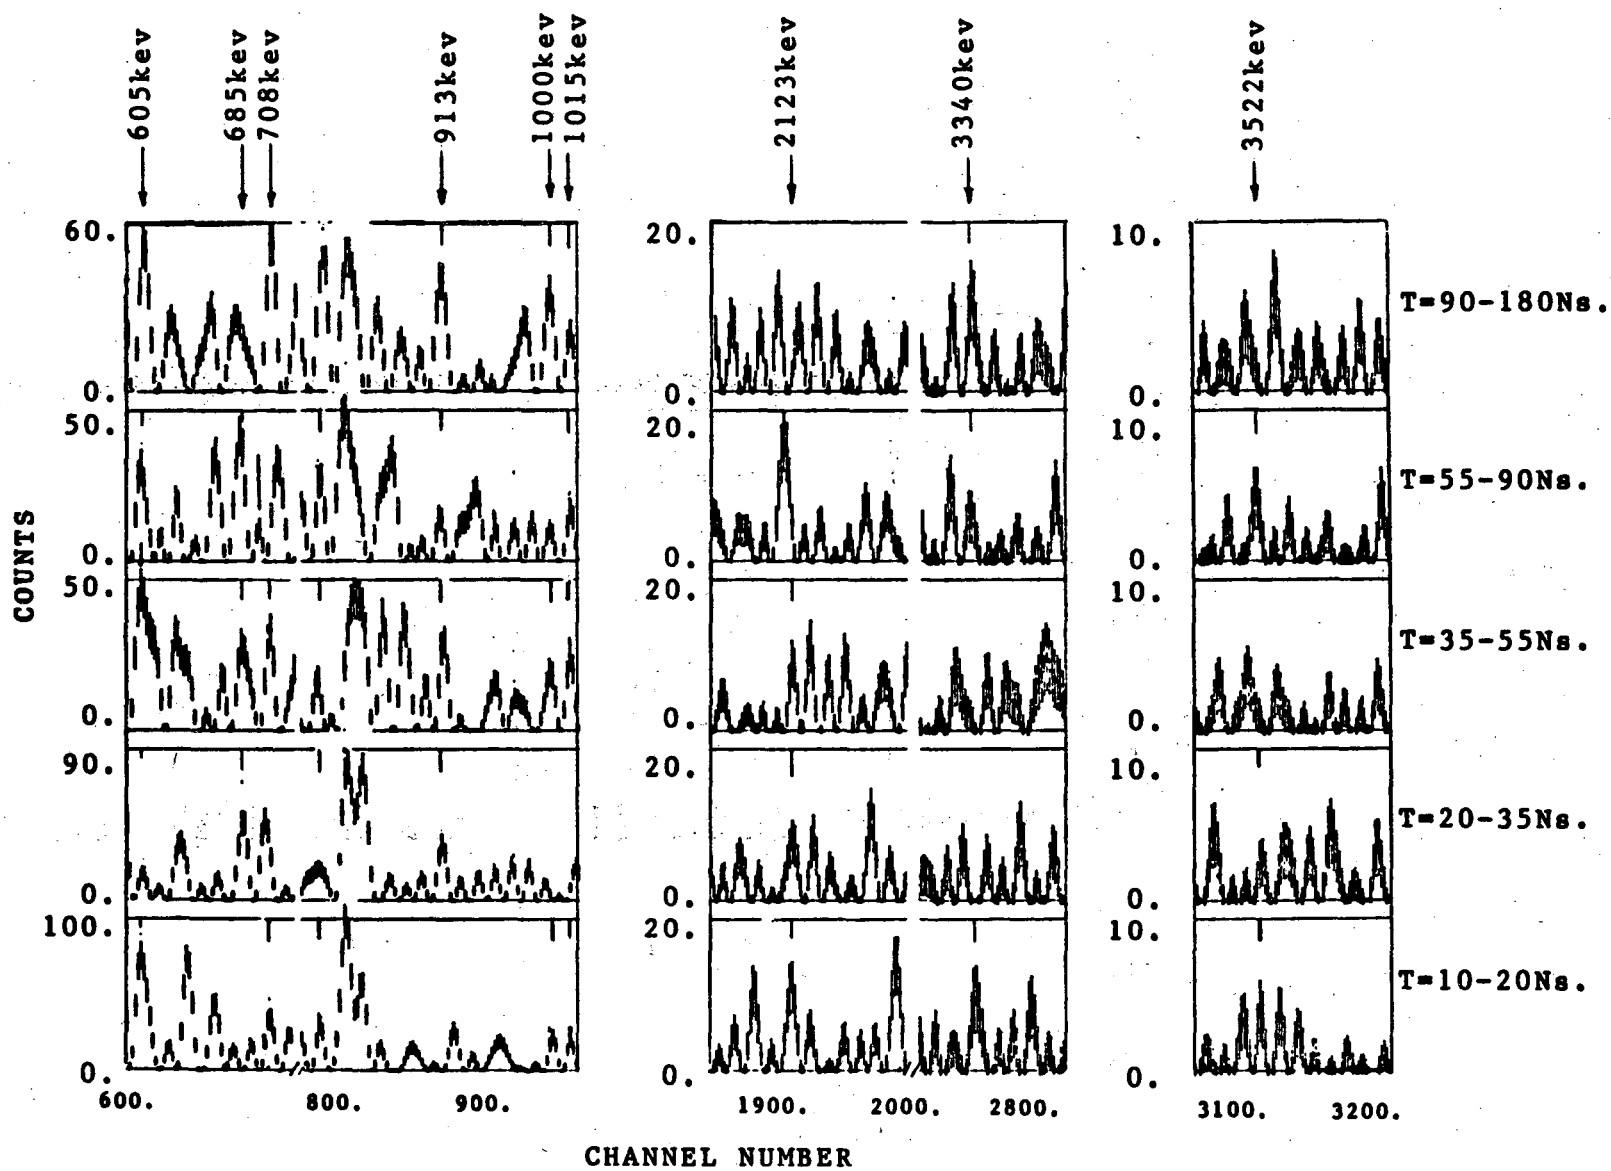 605kev 685kev 708kev 913kev 1000kev 1015kev 2123kev 3340kev 3522kev
60. 20. 10.
T=90-180Ns.
0. 0. 0.
50. 20. 10.
T=55-90Ns.
0. 0. 0.
50. 20. 10.
T=35-55Ns.
0. 0. 0.
90. 20. 10.
T=20-35Ns.
0. 0. 0.
100. 20. 10.
T=10-20Ns.
0. 0. 0.
COUNTS
600. 800. 900. 1900. 2000. 2800. 3100. 3200.
CHANNEL NUMBER